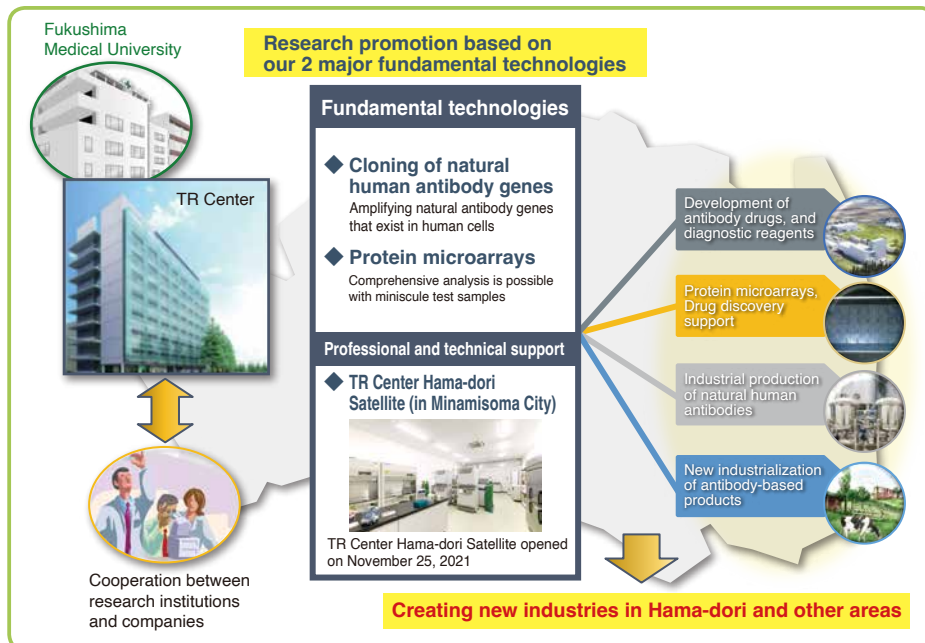 Fukushima
Medical University
TR Center
Cooperation between
research institutions
and companies
Research promotion based on
our 2 major fundamental technologies
Fundamental technologies
Cloning of natural
human antibody genes
Amplifying natural antibody genes
that exist in human cells
Protein microarrays
Comprehensive analysis is possible
with miniscule test samples
Professional and technical support
TR Center Hama-dori
Satellite (in Minamisoma City)
TR Center Hama-dori Satellite opened
on November 25, 2021
Development of
antibody drugs, and
diagnostic reagents
Protein microarrays,
Drug discovery
support
Industrial production
of natural human
antibodies
New industrialization
of antibody-based
products
Creating new industries in Hama-dori and other areas